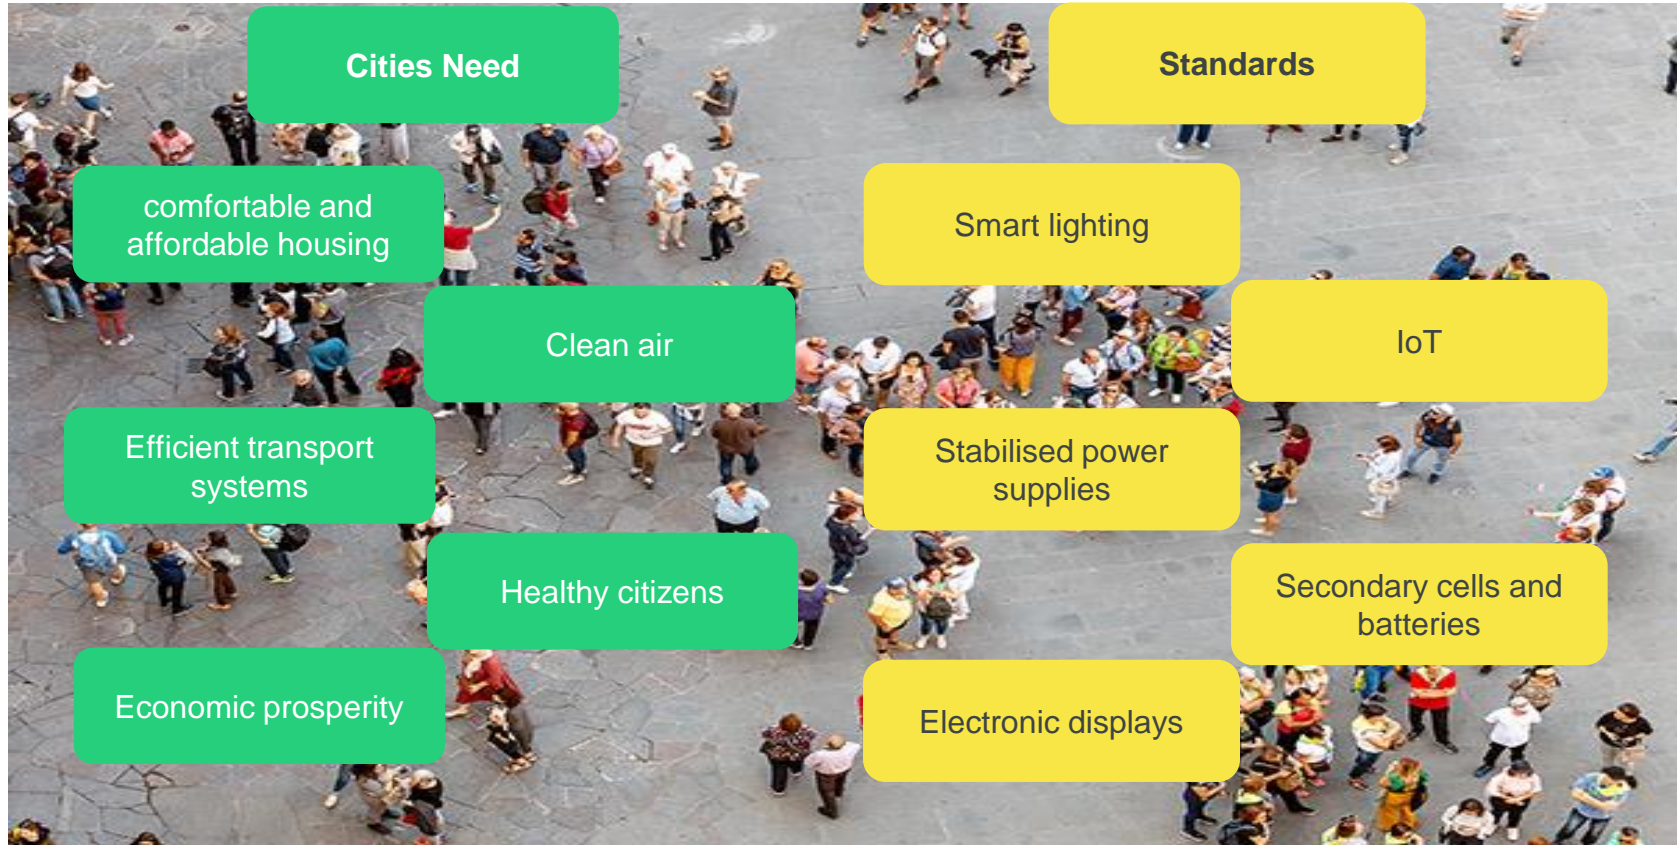 Cities Need
comfortable and
affordable housing
Clean air
Efficient transport
systems
Healthy citizens
Economic prosperity
Standards
Smart lighting
IoT
Stabilised power
supplies
Secondary cells and
batteries
Electronic displays